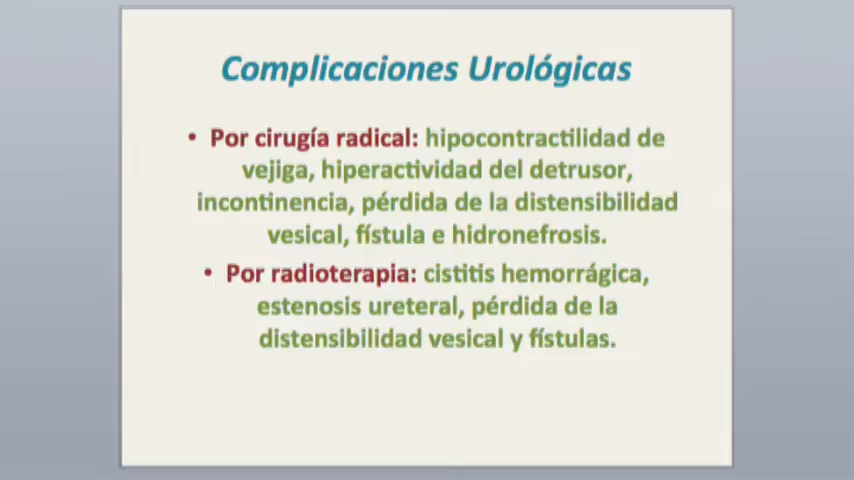 Complicaciones Urológicas
• Por cirugía radical: hipocontractilidad de
vejiga, hiperactividad del detrusor,
incontinencia, pérdida de la distensibilidad
vesical, fístula e hidronefrosis.
• Por radioterapia: cistitis hemorrágica,
estenosis ureteral, pérdida de la
distensibilidad vesical y fístulas.